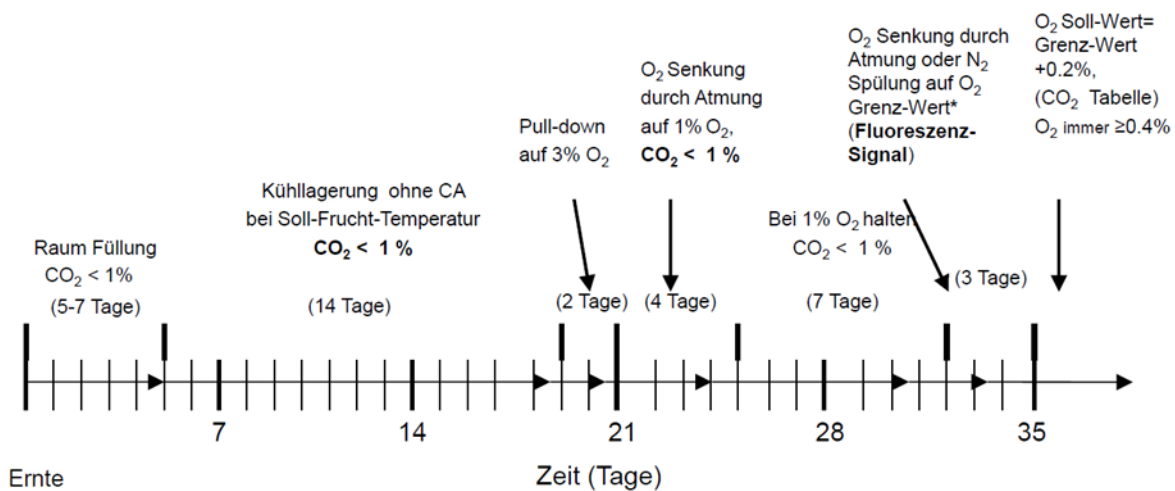 Raum Füllung
CO₂ < 1%
(5-7 Tage)
Kühllagerung ohne CA
bei Soll-Frucht-Temperatur
CO₂ < 1 %
(14 Tage)
Pull-down
auf 3% O₂
(2 Tage)
O₂ Senkung
durch Atmung
auf 1% O₂,
CO₂ < 1 %
(4 Tage)
Bei 1% O₂ halten
CO₂ < 1 %
(7 Tage)
O₂ Senkung durch
Atmung oder N₂
Spülung auf O₂
Grenz-Wert*
(Fluoreszenz-
Signal)
(3 Tage)
O₂ Soll-Wert=
Grenz-Wert
+0.2%,
(CO₂ Tabelle)
O₂ immer ≥0.4%
7
14
21
28
35
Ernte
Zeit (Tage)